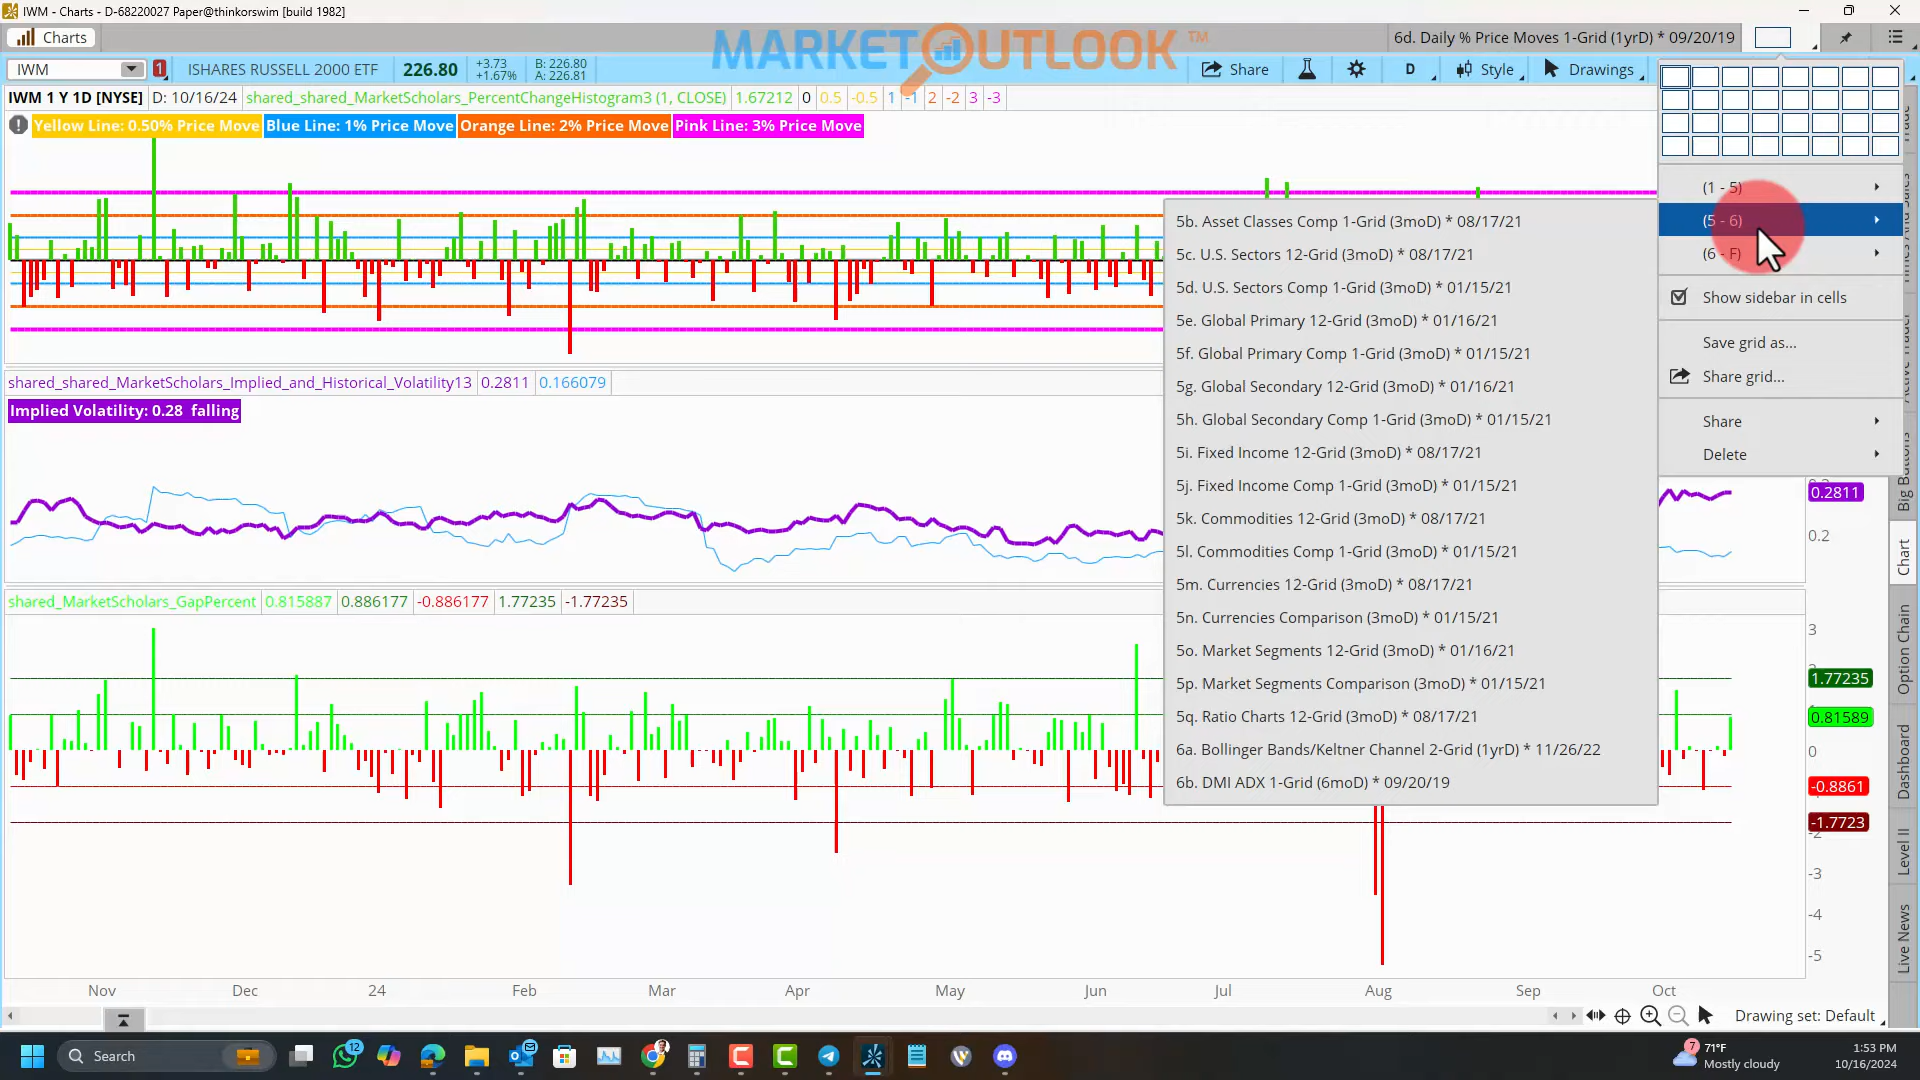 IWM - Charts - D-68220027 Paper@thinkorswim [build 1982]
Charts
MARKET OUTLOOK ™
6d. Daily % Price Moves 1-Grid (1yrD) * 09/20/19
IWM
1
ISHARES RUSSELL 2000 ETF
226.80
+3.73
+1.67%
B: 226.80
A: 226.81
Share
D
Style
Drawings
IWM 1 Y 1D [NYSE]
D: 10/16/24
shared_shared_MarketScholars_PercentChangeHistogram3 (1, CLOSE)
1.67212
0
0.5
-0.5
1
-1
2
-2
3
-3
Yellow Line: 0.50% Price Move
Blue Line: 1% Price Move
Orange Line: 2% Price Move
Pink Line: 3% Price Move
(1 - 5)
(5 - 6)
(6 - F)
Show sidebar in cells
Save grid as...
Share grid...
Share
Delete
5b. Asset Classes Comp 1-Grid (3moD) * 08/17/21
5c. U.S. Sectors 12-Grid (3moD) * 08/17/21
5d. U.S. Sectors Comp 1-Grid (3moD) * 01/15/21
5e. Global Primary 12-Grid (3moD) * 01/16/21
5f. Global Primary Comp 1-Grid (3moD) * 01/15/21
5g. Global Secondary 12-Grid (3moD) * 01/16/21
5h. Global Secondary Comp 1-Grid (3moD) * 01/15/21
5i. Fixed Income 12-Grid (3moD) * 08/17/21
5j. Fixed Income Comp 1-Grid (3moD) * 01/15/21
5k. Commodities 12-Grid (3moD) * 08/17/21
5l. Commodities Comp 1-Grid (3moD) * 01/15/21
5m. Currencies 12-Grid (3moD) * 08/17/21
5n. Currencies Comparison (3moD) * 01/15/21
5o. Market Segments 12-Grid (3moD) * 01/16/21
5p. Market Segments Comparison (3moD) * 01/15/21
5q. Ratio Charts 12-Grid (3moD) * 08/17/21
6a. Bollinger Bands/Keltner Channel 2-Grid (1yrD) * 11/26/22
6b. DMI ADX 1-Grid (6moD) * 09/20/19
shared_shared_MarketScholars_Implied_and_Historical_Volatility13
0.2811
0.166079
Implied Volatility: 0.28 falling
0.2811
0.2
shared_MarketScholars_GapPercent
0.815887
0.886177
-0.886177
1.77235
-1.77235
3
1.77235
0.81589
0
-0.8861
-1.7723
-3
-4
-5
Big Buttons
Chart
Option Chain
Dashboard
Level II
Live News
Nov
Dec
24
Feb
Mar
Apr
May
Jun
Jul
Aug
Sep
Oct
Drawing set: Default
Search
12
7
71°F
Mostly cloudy
1:53 PM
10/16/2024